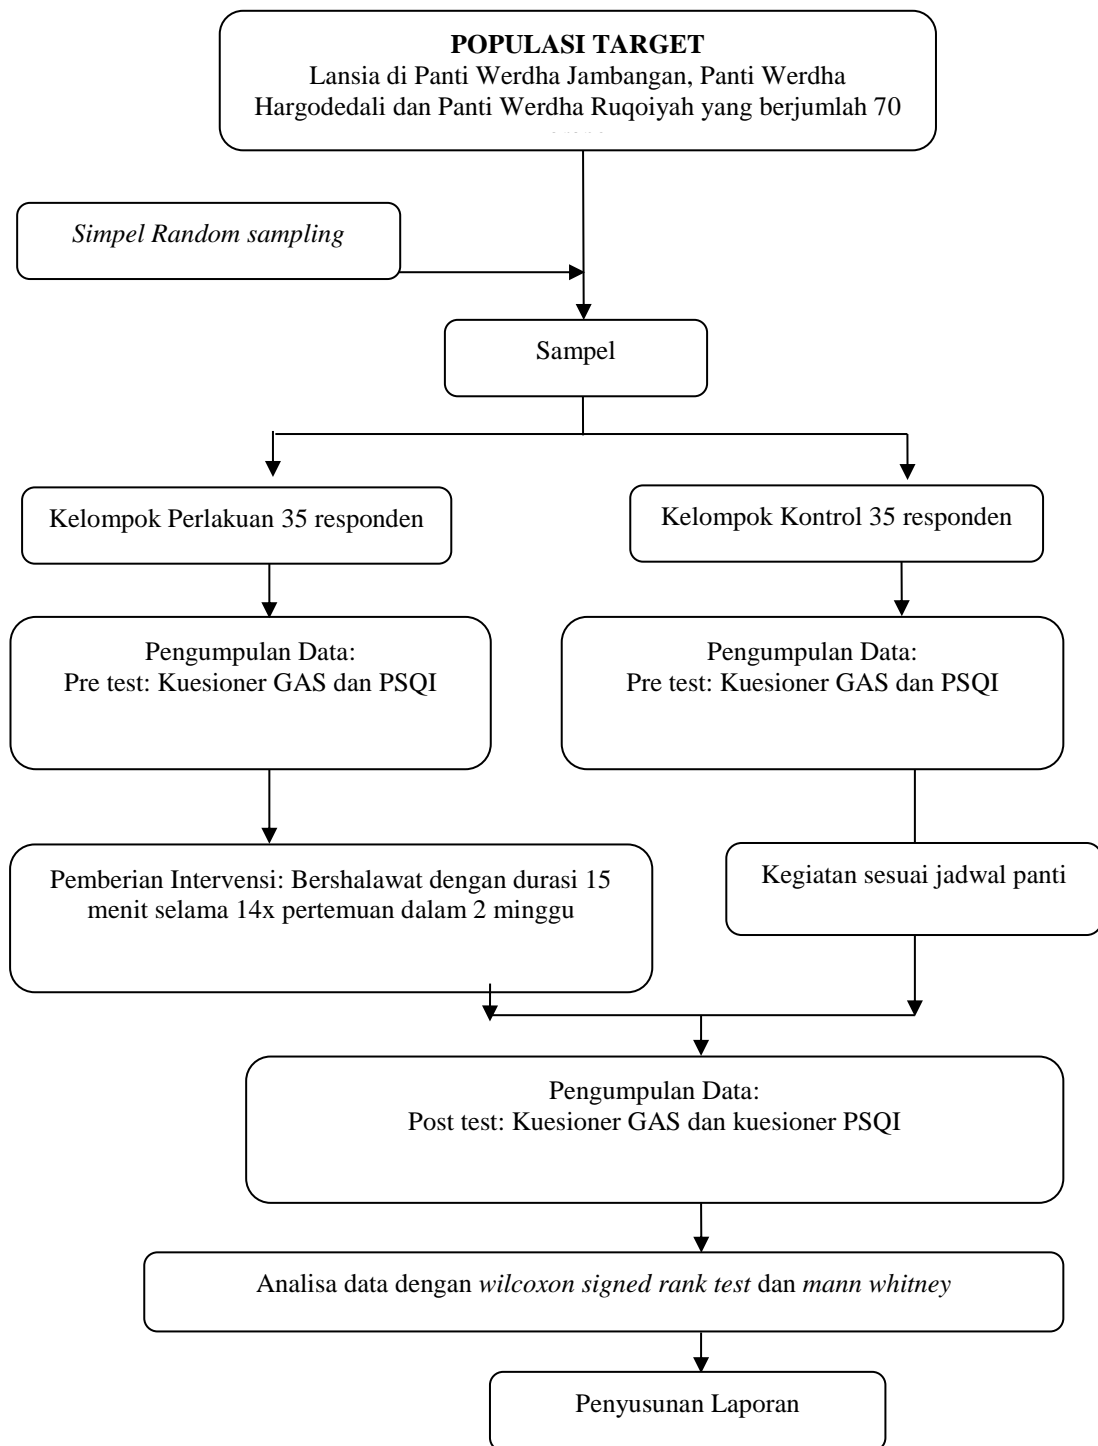 POPULASI TARGET
Lansia di Panti Werdha Jambangan, Panti Werdha
Hargodedali dan Panti Werdha Ruqoiyah yang berjumlah 70
Simpel Random sampling
Sampel
Kelompok Perlakuan 35 responden
Kelompok Kontrol 35 responden
Pengumpulan Data:
Pre test: Kuesioner GAS dan PSQI
Pengumpulan Data:
Pre test: Kuesioner GAS dan PSQI
Pemberian Intervensi: Bershalawat dengan durasi 15
menit selama 14x pertemuan dalam 2 minggu
Kegiatan sesuai jadwal panti
Pengumpulan Data:
Post test: Kuesioner GAS dan kuesioner PSQI
Analisa data dengan wilcoxon signed rank test dan mann whitney
Penyusunan Laporan